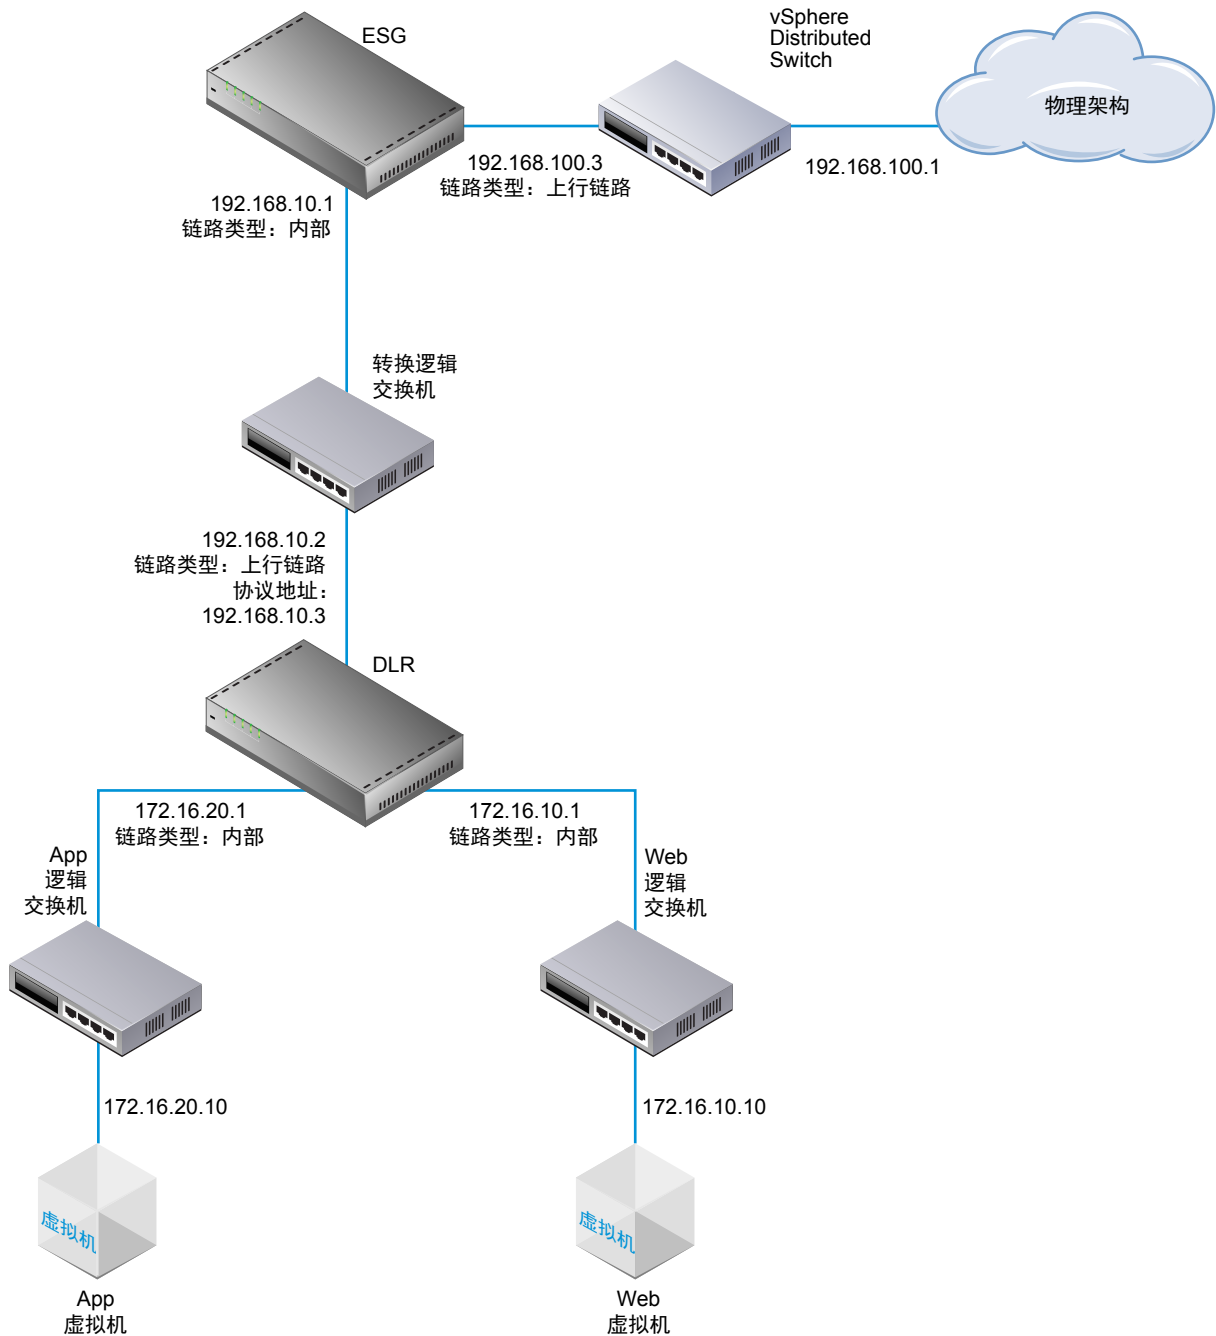 ESG
vSphere
Distributed
Switch
物理架构
192.168.100.3
链路类型：上行链路
192.168.100.1
192.168.10.1
链路类型：内部
转换逻辑
交换机
192.168.10.2
链路类型：上行链路
协议地址：
192.168.10.3
DLR
172.16.20.1
链路类型：内部
172.16.10.1
链路类型：内部
App
逻辑
交换机
Web
逻辑
交换机
172.16.20.10
172.16.10.10
虚拟机
虚拟机
App
虚拟机
Web
虚拟机